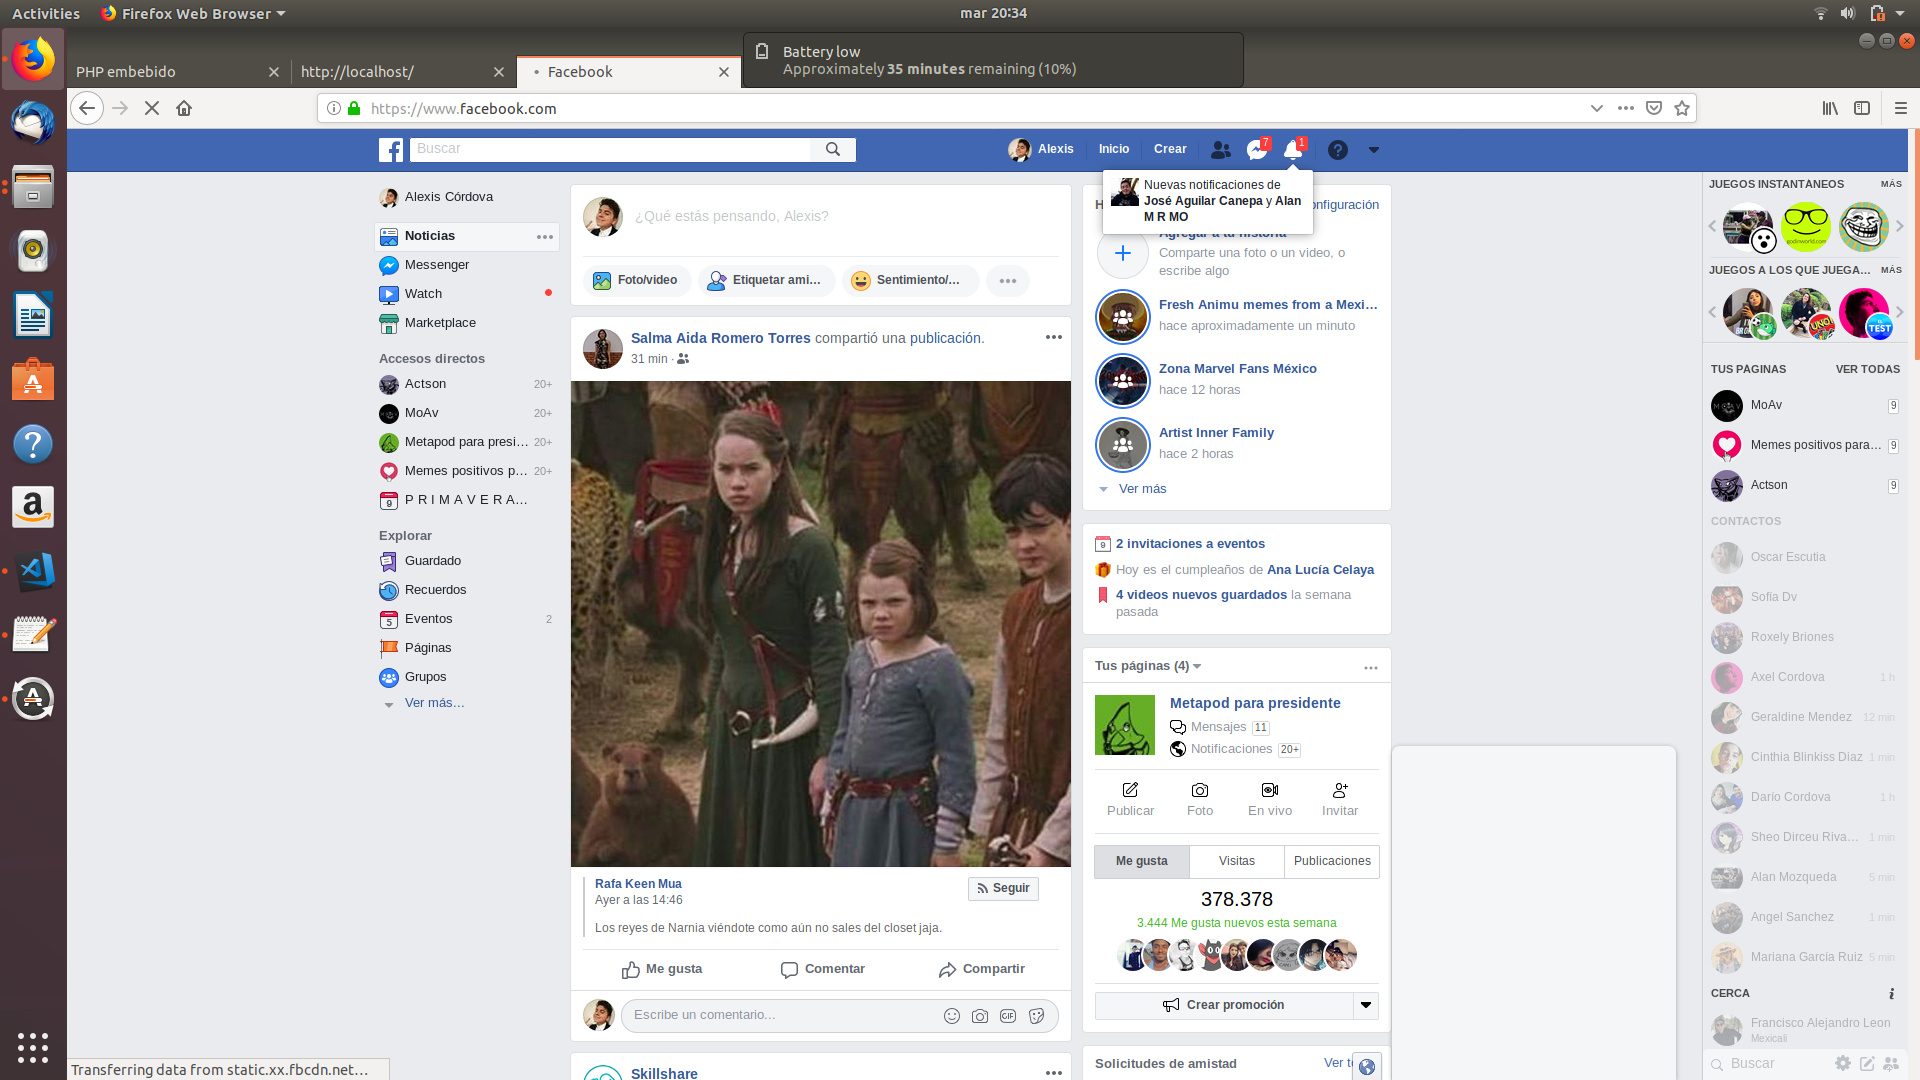 Activities
Firefox Web Browser
mar 20:34
PHP embebido
http://localhost/
Facebook
Battery low
Approximately 35 minutes remaining (10%)
https://www.facebook.com
Buscar
Alexis
Inicio
Crear
7
1
Nuevas notificaciones de
José Aguilar Canepa y Alan
M R MO
Alexis Córdova
Noticias
Messenger
Watch
Marketplace
Accesos directos
Actson 20+
MoAv 20+
Metapod para presi... 20+
Memes positivos p... 20+
P R I M A V E R A...
Explorar
Guardado
Recuerdos
Eventos 2
Páginas
Grupos
Ver más...
¿Qué estás pensando, Alexis?
Foto/video
Etiquetar ami...
Sentimiento/...
Salma Aida Romero Torres compartió una publicación.
31 min
Rafa Keen Mua
Ayer a las 14:46
Seguir
Los reyes de Narnia viéndote como aún no sales del closet jaja.
Me gusta
Comentar
Compartir
Escribe un comentario...
GIF
Skillshare
H
onfiguración
Agregar a tu historia
Comparte una foto o un video, o
escribe algo
Fresh Animu memes from a Mexi...
hace aproximadamente un minuto
Zona Marvel Fans México
hace 12 horas
Artist Inner Family
hace 2 horas
Ver más
2 invitaciones a eventos
Hoy es el cumpleaños de Ana Lucía Celaya
4 videos nuevos guardados la semana
pasada
Tus páginas (4)
Metapod para presidente
Mensajes 11
Notificaciones 20+
Publicar
Foto
En vivo
Invitar
Me gusta
Visitas
Publicaciones
378.378
3.444 Me gusta nuevos esta semana
Crear promoción
Solicitudes de amistad
Ver t
JUEGOS INSTANTÁNEOS MÁS
godinworld.com
JUEGOS A LOS QUE JUEGA... MÁS
UNO
TEST
TUS PÁGINAS VER TODAS
MoAv 9
Memes positivos para... 9
Actson 9
CONTACTOS
Oscar Escutia
Sofia Dv
Roxely Briones
Axel Cordova 1 h
Geraldine Mendez 12 min
Cinthia Blinkiss Diaz 1 min
Darío Cordova 1 h
Sheo Dirceu Riva... 1 min
Alan Mozqueda 5 min
Angel Sanchez 1 min
Mariana García Ruiz 5 min
CERCA
Francisco Alejandro Leon
Mexicali
Buscar
Transferring data from static.xx.fbcdn.net...